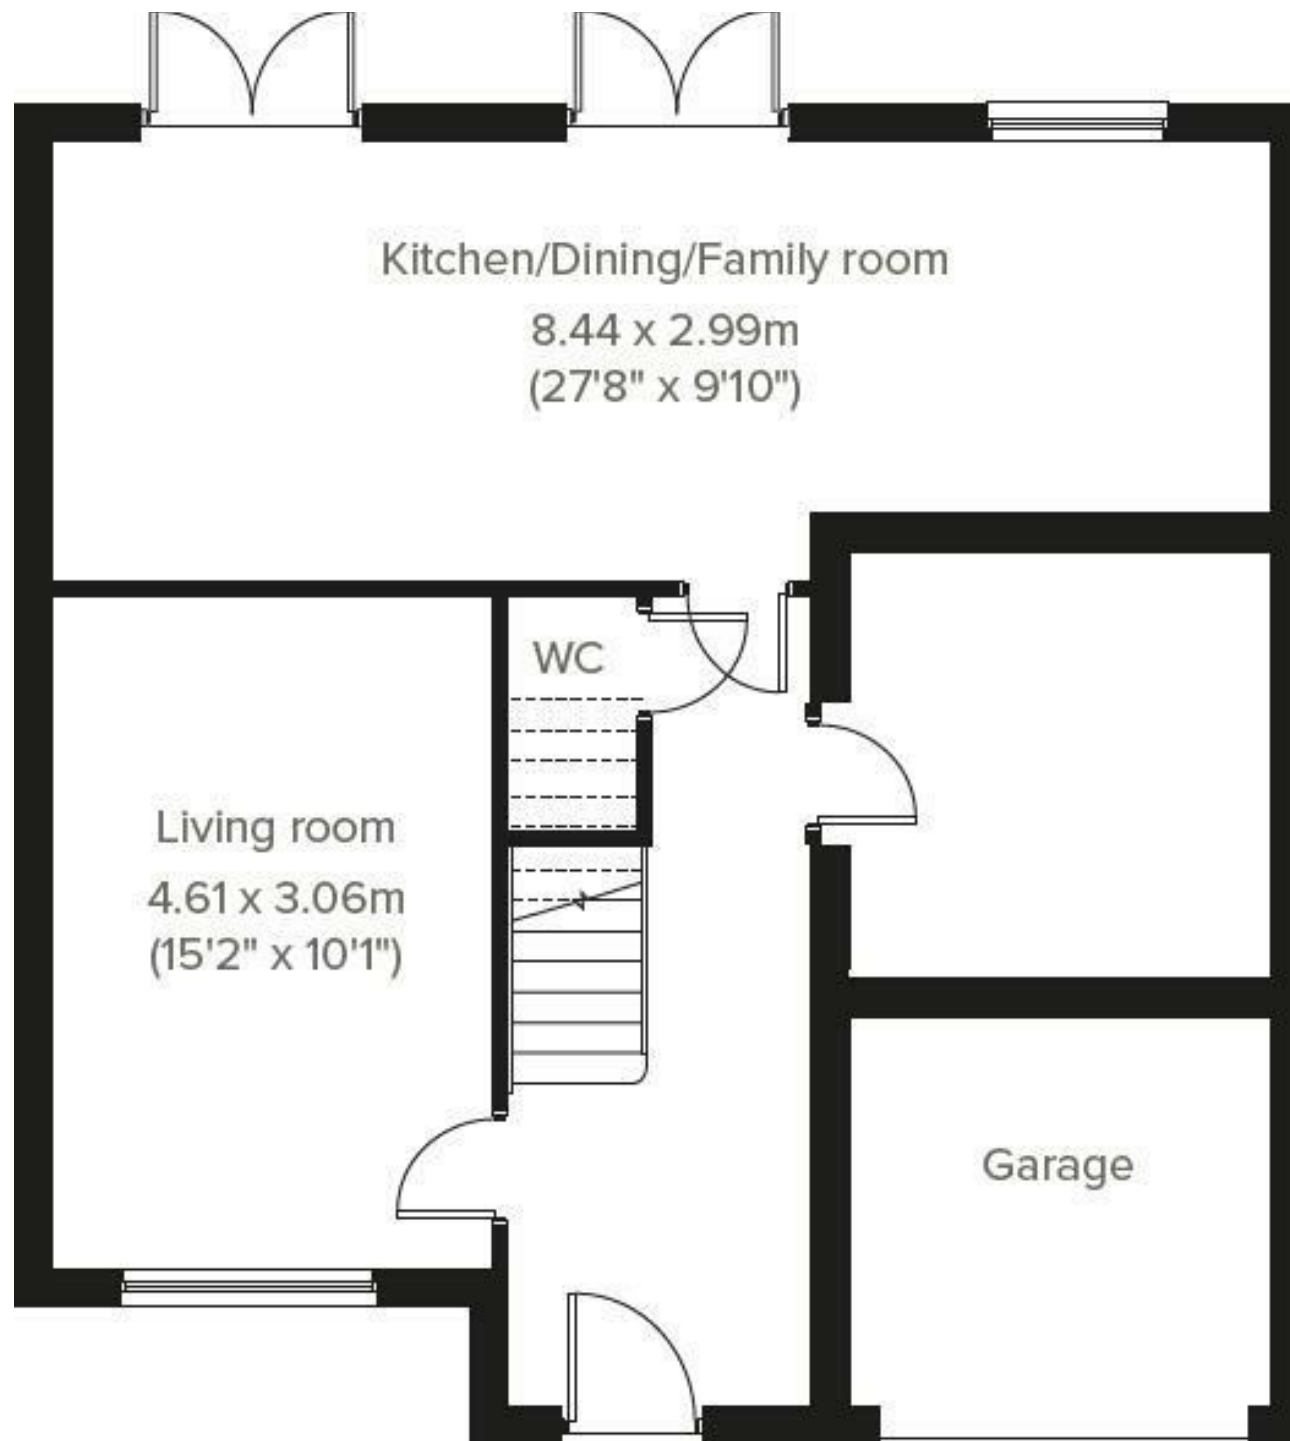 Kitchen/Dining/Family room
8.44 x 2.99m
(27'8" x 9'10")
WC
Living room
4.61 x 3.06m
(15'2" x 10'1")
Garage